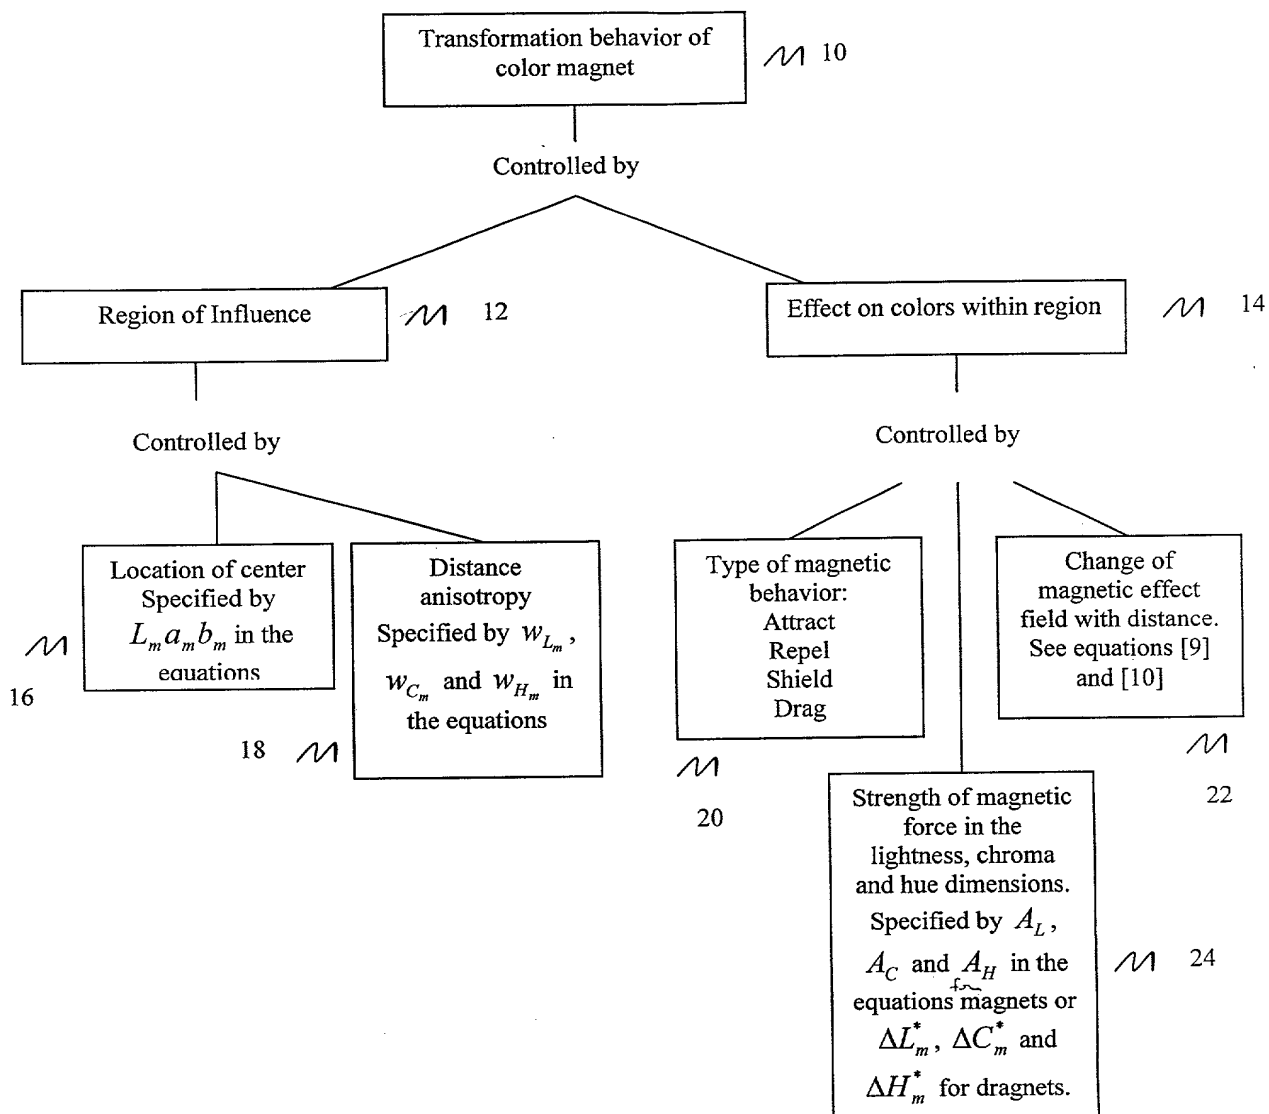 Transformation behavior of
color magnet
10
Controlled by
Region of Influence
12
Effect on colors within region
14
Controlled by
Controlled by
Location of center
Specified by
L_m a_m b_m in the
equations
16
Distance
anisotropy
Specified by w_{L_m},
w_{C_m} and w_{H_m} in
the equations
18
Type of magnetic
behavior:
Attract
Repel
Shield
Drag
20
Change of
magnetic effect
field with distance.
See equations [9]
and [10]
22
Strength of magnetic
force in the
lightness, chroma
and hue dimensions.
Specified by A_L,
A_C and A_H in the
for
equations magnets or
ΔL*_m, ΔC*_m and
ΔH*_m for dragnets.
24